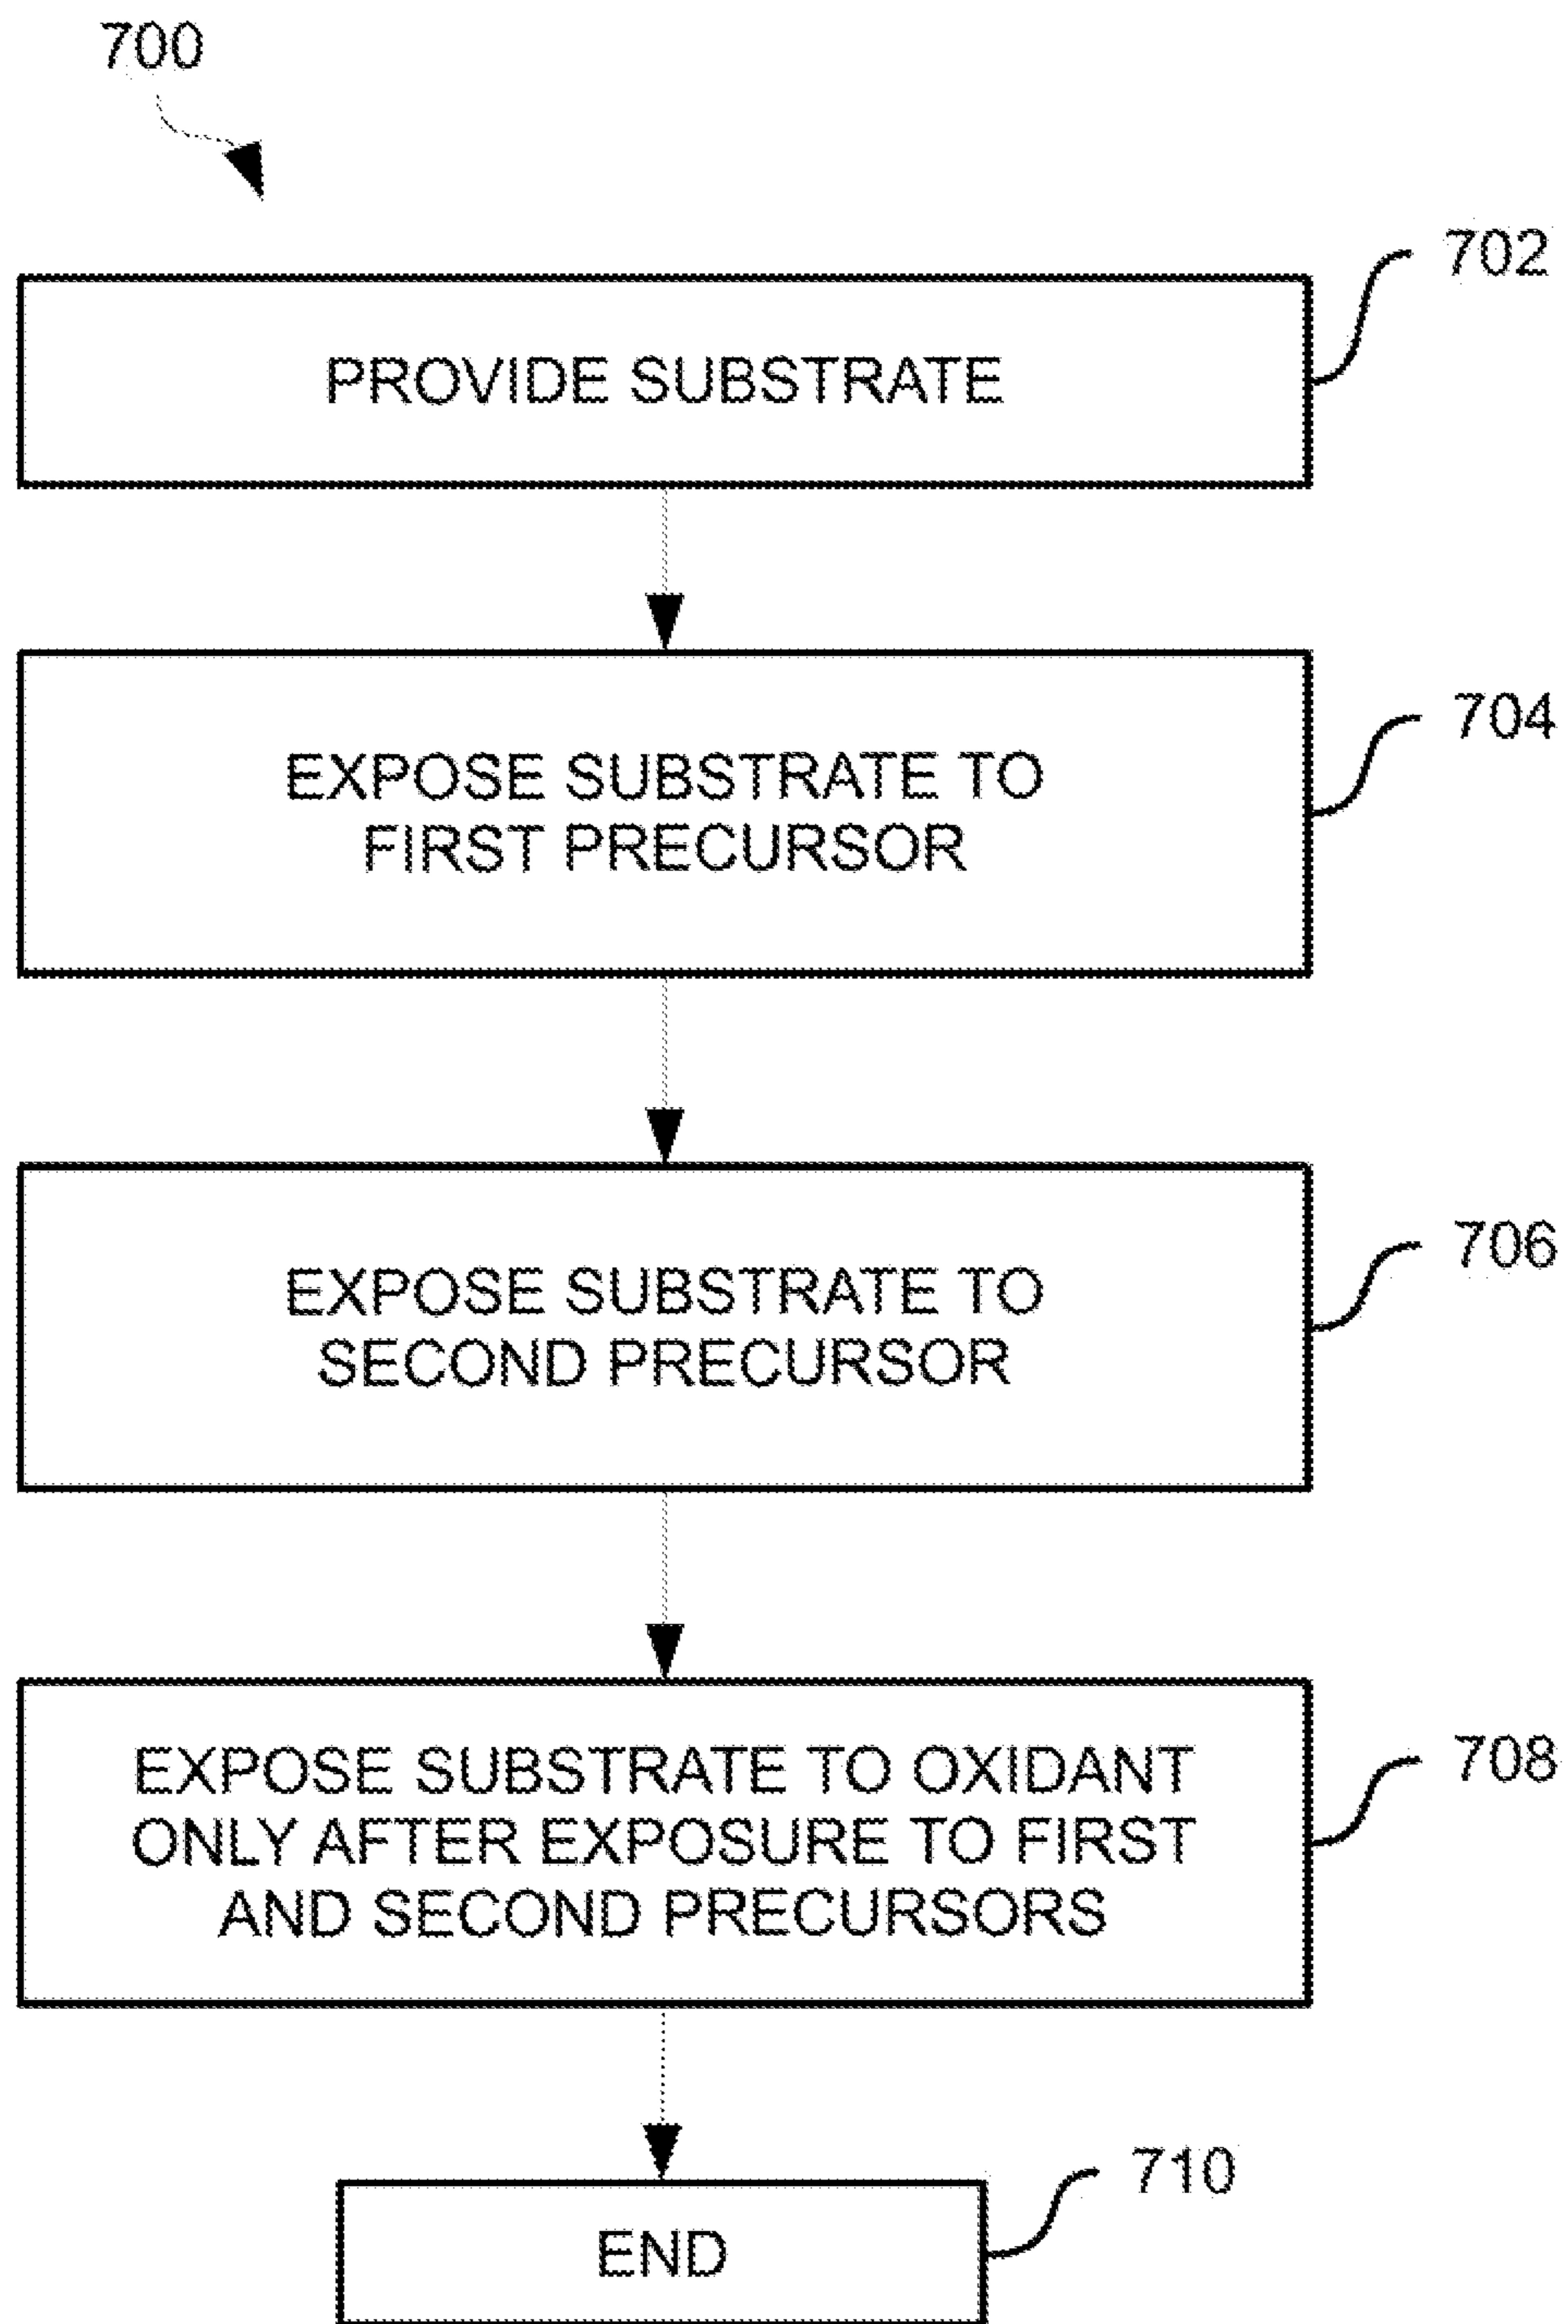 700
702
PROVIDE SUBSTRATE
704
EXPOSE SUBSTRATE TO
FIRST PRECURSOR
706
EXPOSE SUBSTRATE TO
SECOND PRECURSOR
708
EXPOSE SUBSTRATE TO OXIDANT
ONLY AFTER EXPOSURE TO FIRST
AND SECOND PRECURSORS
710
END